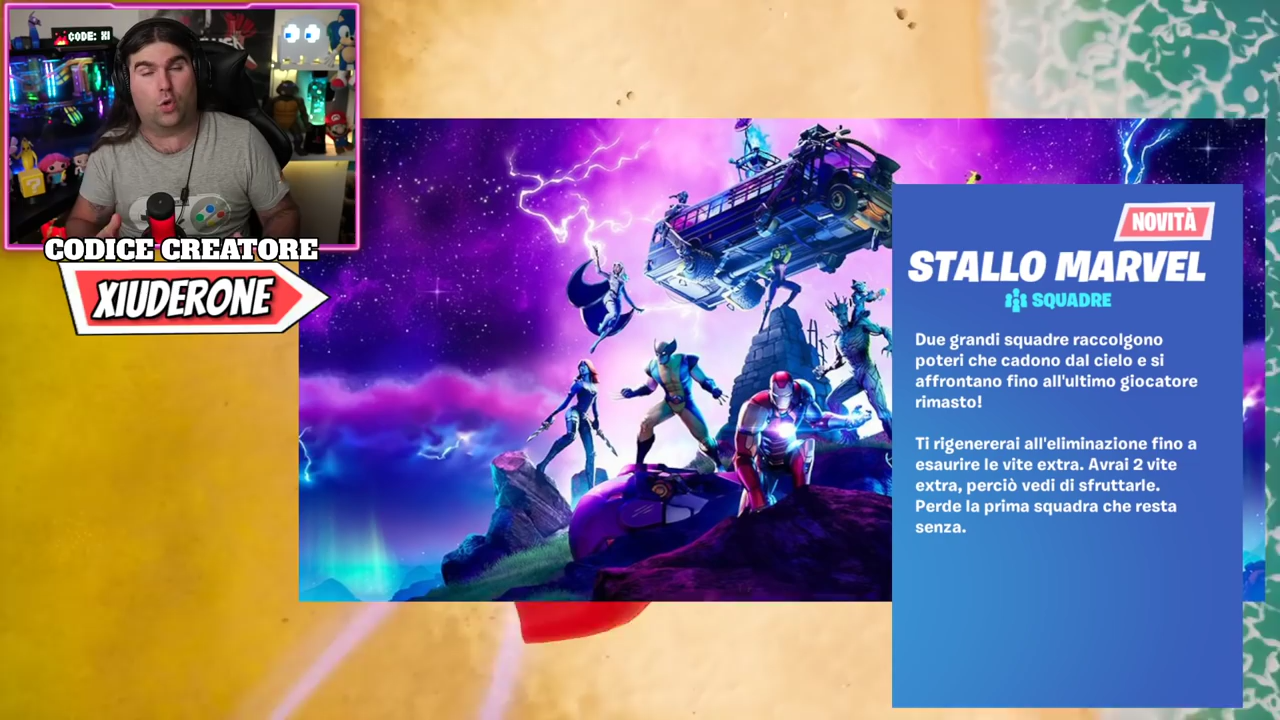 CODE: XI
CODICE CREATORE
XIUDERONE
NOVITÀ
STALLO MARVEL
SQUADRE
Due grandi squadre raccolgono
poteri che cadono dal cielo e si
affrontano fino all'ultimo giocatore
rimasto!
Ti rigenererai all'eliminazione fino a
esaurire le vite extra. Avrai 2 vite
extra, perciò vedi di sfruttarle.
Perde la prima squadra che resta
senza.